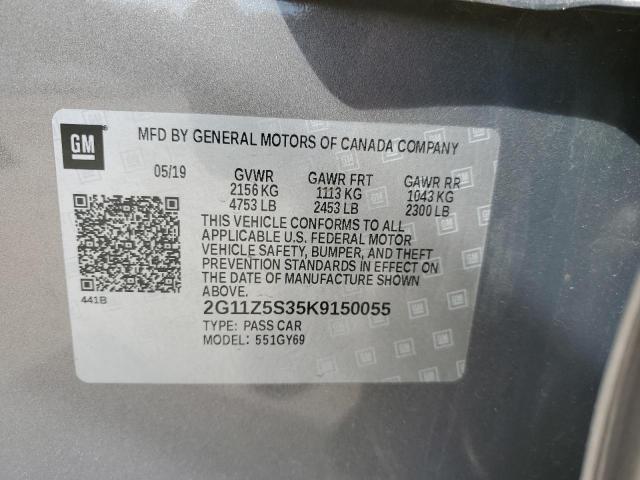 GM
MFD BY GENERAL MOTORS OF CANADA COMPANY
05/19 GVWR GAWR FRT GAWR RR
2156 KG 1113 KG 1043 KG
4753 LB 2453 LB 2300 LB
THIS VEHICLE CONFORMS TO ALL
APPLICABLE U.S. FEDERAL MOTOR
VEHICLE SAFETY, BUMPER, AND THEFT
PREVENTION STANDARDS IN EFFECT ON
THE DATE OF MANUFACTURE SHOWN
ABOVE.
441B
2G11Z5S35K9150055
TYPE: PASS CAR
MODEL: 551GY69